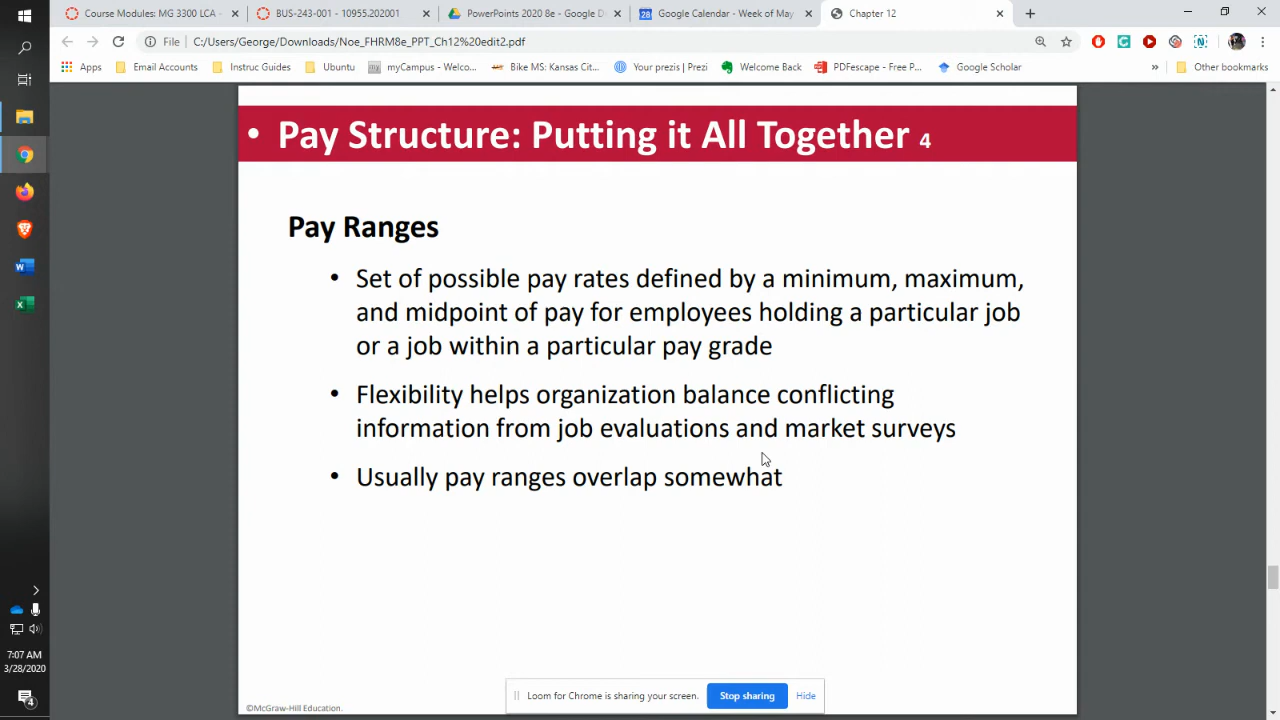 Course Modules: MG 3300 LCA -
BUS-243-001 - 10955.202001
PowerPoints 2020 8e - Google D
28
Google Calendar - Week of May
Chapter 12
File
C:/Users/George/Downloads/Noe_FHRM8e_PPT_Ch12%20edit2.pdf
Apps
Email Accounts
Instruc Guides
Ubuntu
myCampus - Welco...
Bike MS: Kansas Cit...
Your prezis | Prezi
Welcome Back
PDFescape - Free P...
Google Scholar
»
Other bookmarks
• Pay Structure: Putting it All Together 4
Pay Ranges
• Set of possible pay rates defined by a minimum, maximum,
and midpoint of pay for employees holding a particular job
or a job within a particular pay grade
• Flexibility helps organization balance conflicting
information from job evaluations and market surveys
• Usually pay ranges overlap somewhat
7:07 AM
3/28/2020
4
Loom for Chrome is sharing your screen.
Stop sharing
Hide
©McGraw-Hill Education.